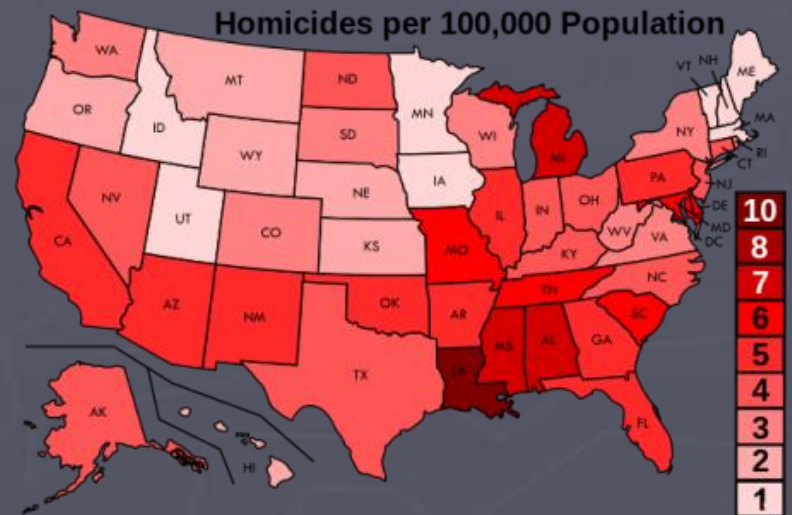 Homicides per 100,000 Population
WA
MT
ND
MN
VT
NH
ME
OR
ID
SD
WI
MI
NY
MA
RI
CT
WY
IA
PA
NJ
NV
NE
IL
IN
OH
DE
MD
DC
UT
CO
KS
MO
KY
WV
VA
CA
AZ
NM
OK
AR
TN
NC
SC
MS
AL
GA
TX
LA
FL
AK
HI
10
8
7
6
5
4
3
2
1